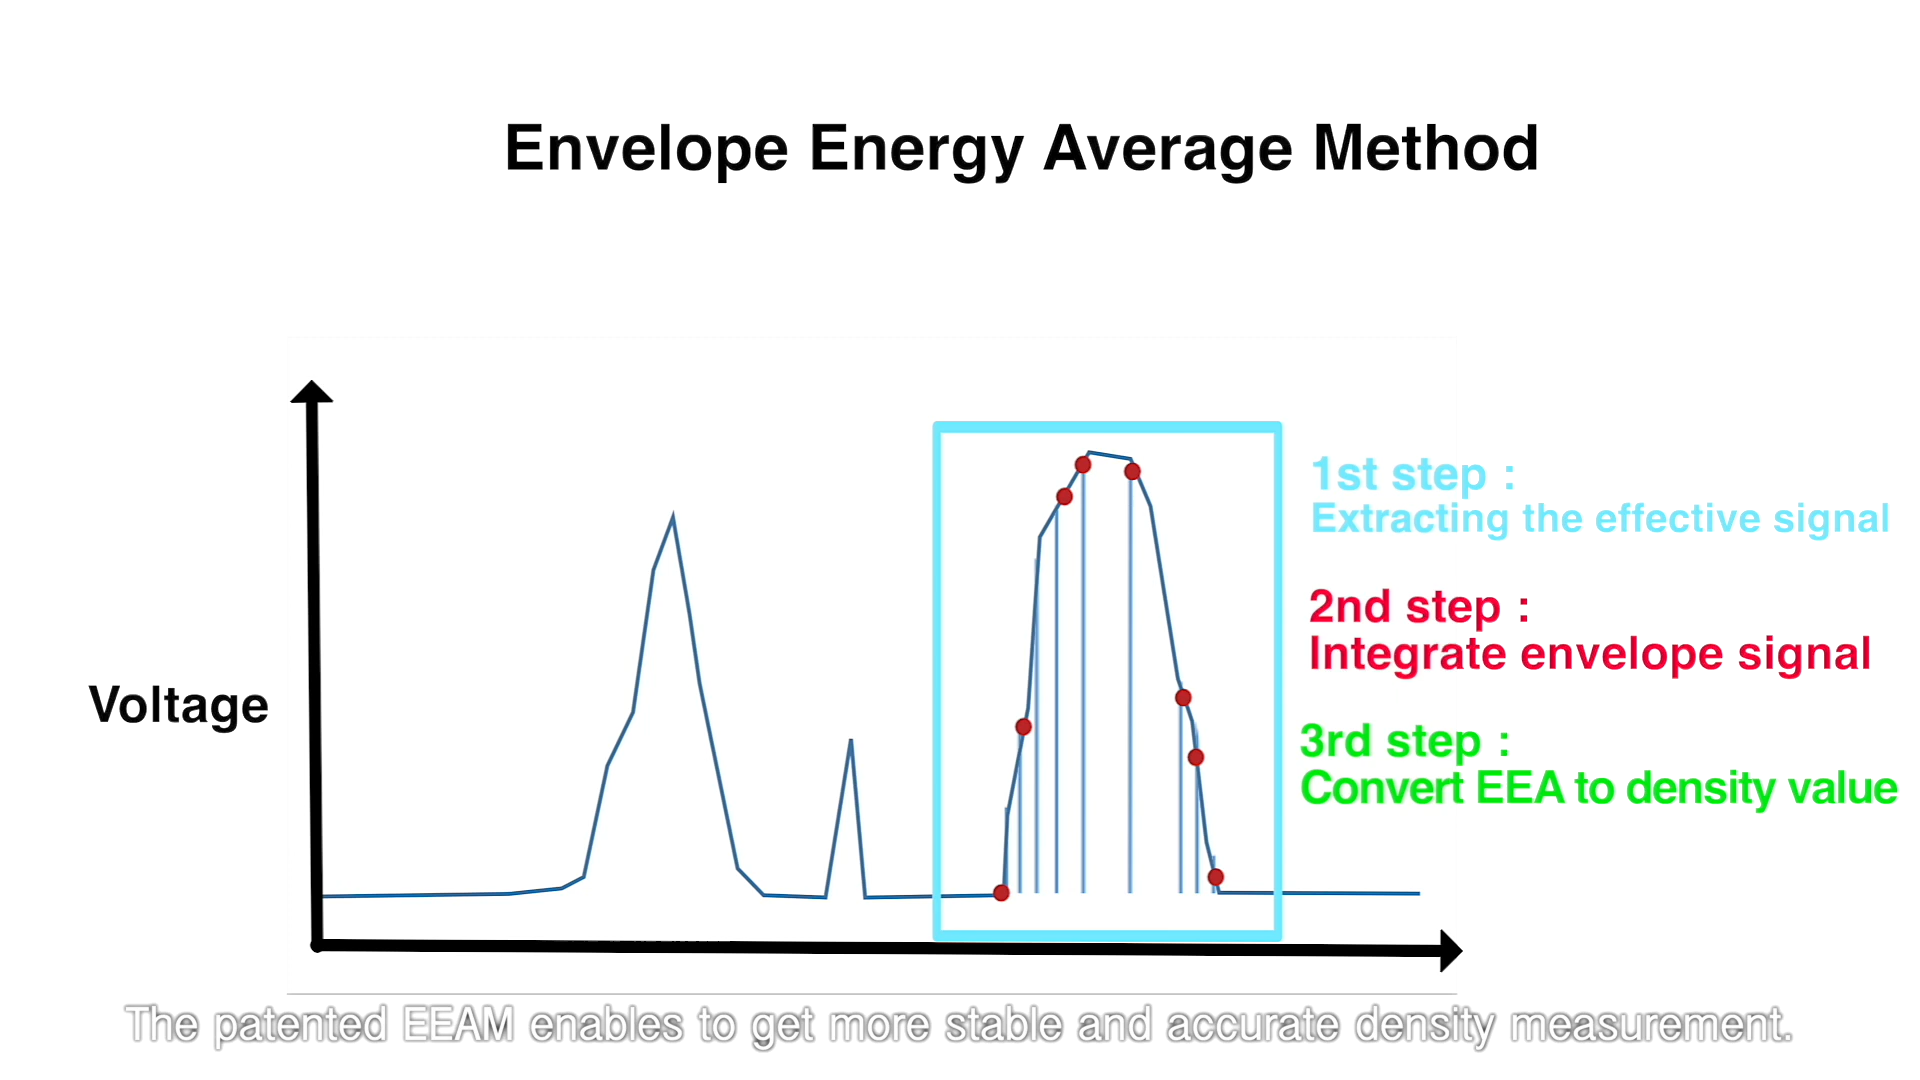 Envelope Energy Average Method
1st step :
Extracting the effective signal
2nd step :
Integrate envelope signal
Voltage
3rd step :
Convert EEA to density value
The patented EEAM enables to get more stable and accurate density measurement.